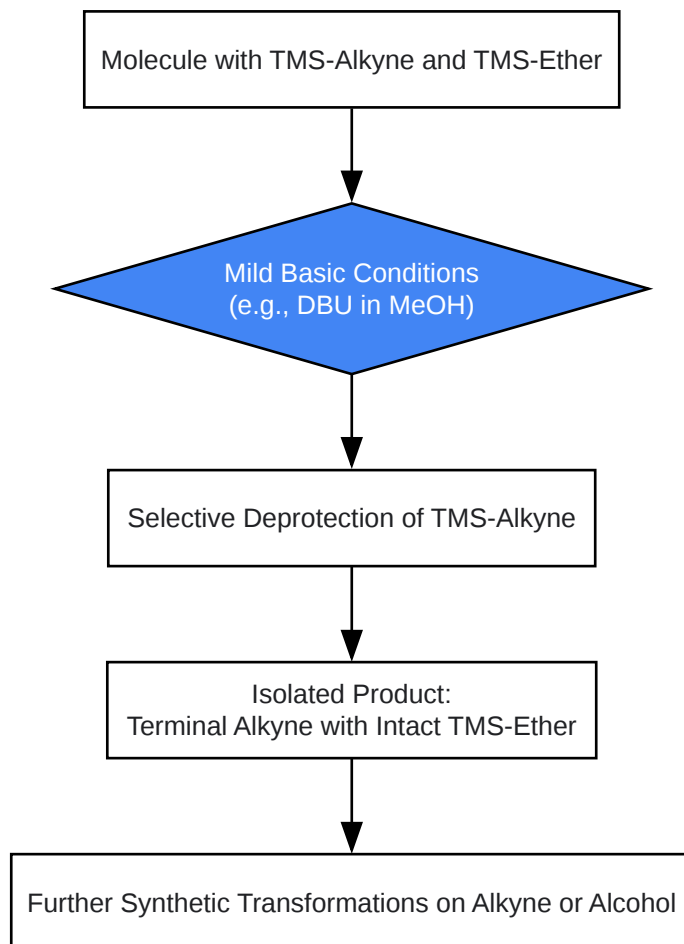 Molecule with TMS-Alkyne and TMS-Ether
Mild Basic Conditions
(e.g., DBU in MeOH)
Selective Deprotection of TMS-Alkyne
Isolated Product:
Terminal Alkyne with Intact TMS-Ether
Further Synthetic Transformations on Alkyne or Alcohol